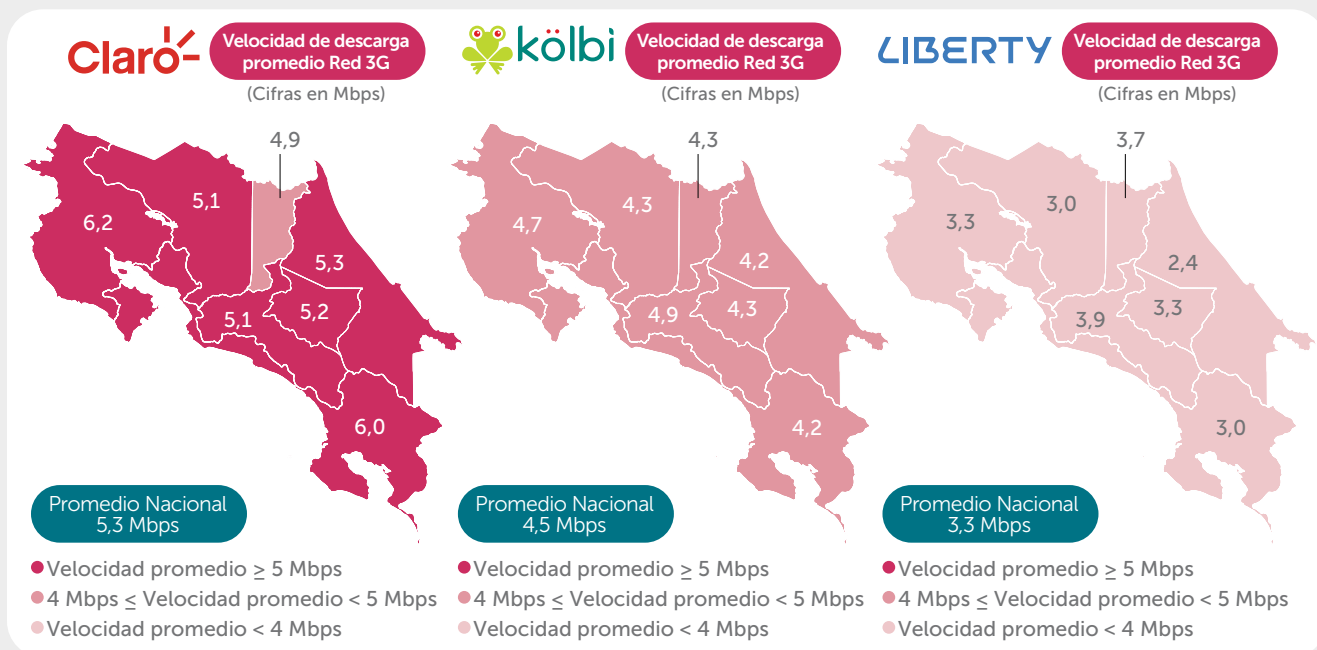 Claro
Velocidad de descarga
promedio Red 3G
(Cifras en Mbps)
4,9
5,1
6,2
5,3
5,2
5,1
6,0
Promedio Nacional
5,3 Mbps
Velocidad promedio ≥ 5 Mbps
4 Mbps ≤ Velocidad promedio < 5 Mbps
Velocidad promedio < 4 Mbps
kölbi
Velocidad de descarga
promedio Red 3G
(Cifras en Mbps)
4,3
4,3
4,7
4,2
4,3
4,9
4,2
Promedio Nacional
4,5 Mbps
Velocidad promedio ≥ 5 Mbps
4 Mbps ≤ Velocidad promedio < 5 Mbps
Velocidad promedio < 4 Mbps
LIBERTY
Velocidad de descarga
promedio Red 3G
(Cifras en Mbps)
3,7
3,0
3,3
2,4
3,3
3,9
3,0
Promedio Nacional
3,3 Mbps
Velocidad promedio ≥ 5 Mbps
4 Mbps ≤ Velocidad promedio < 5 Mbps
Velocidad promedio < 4 Mbps